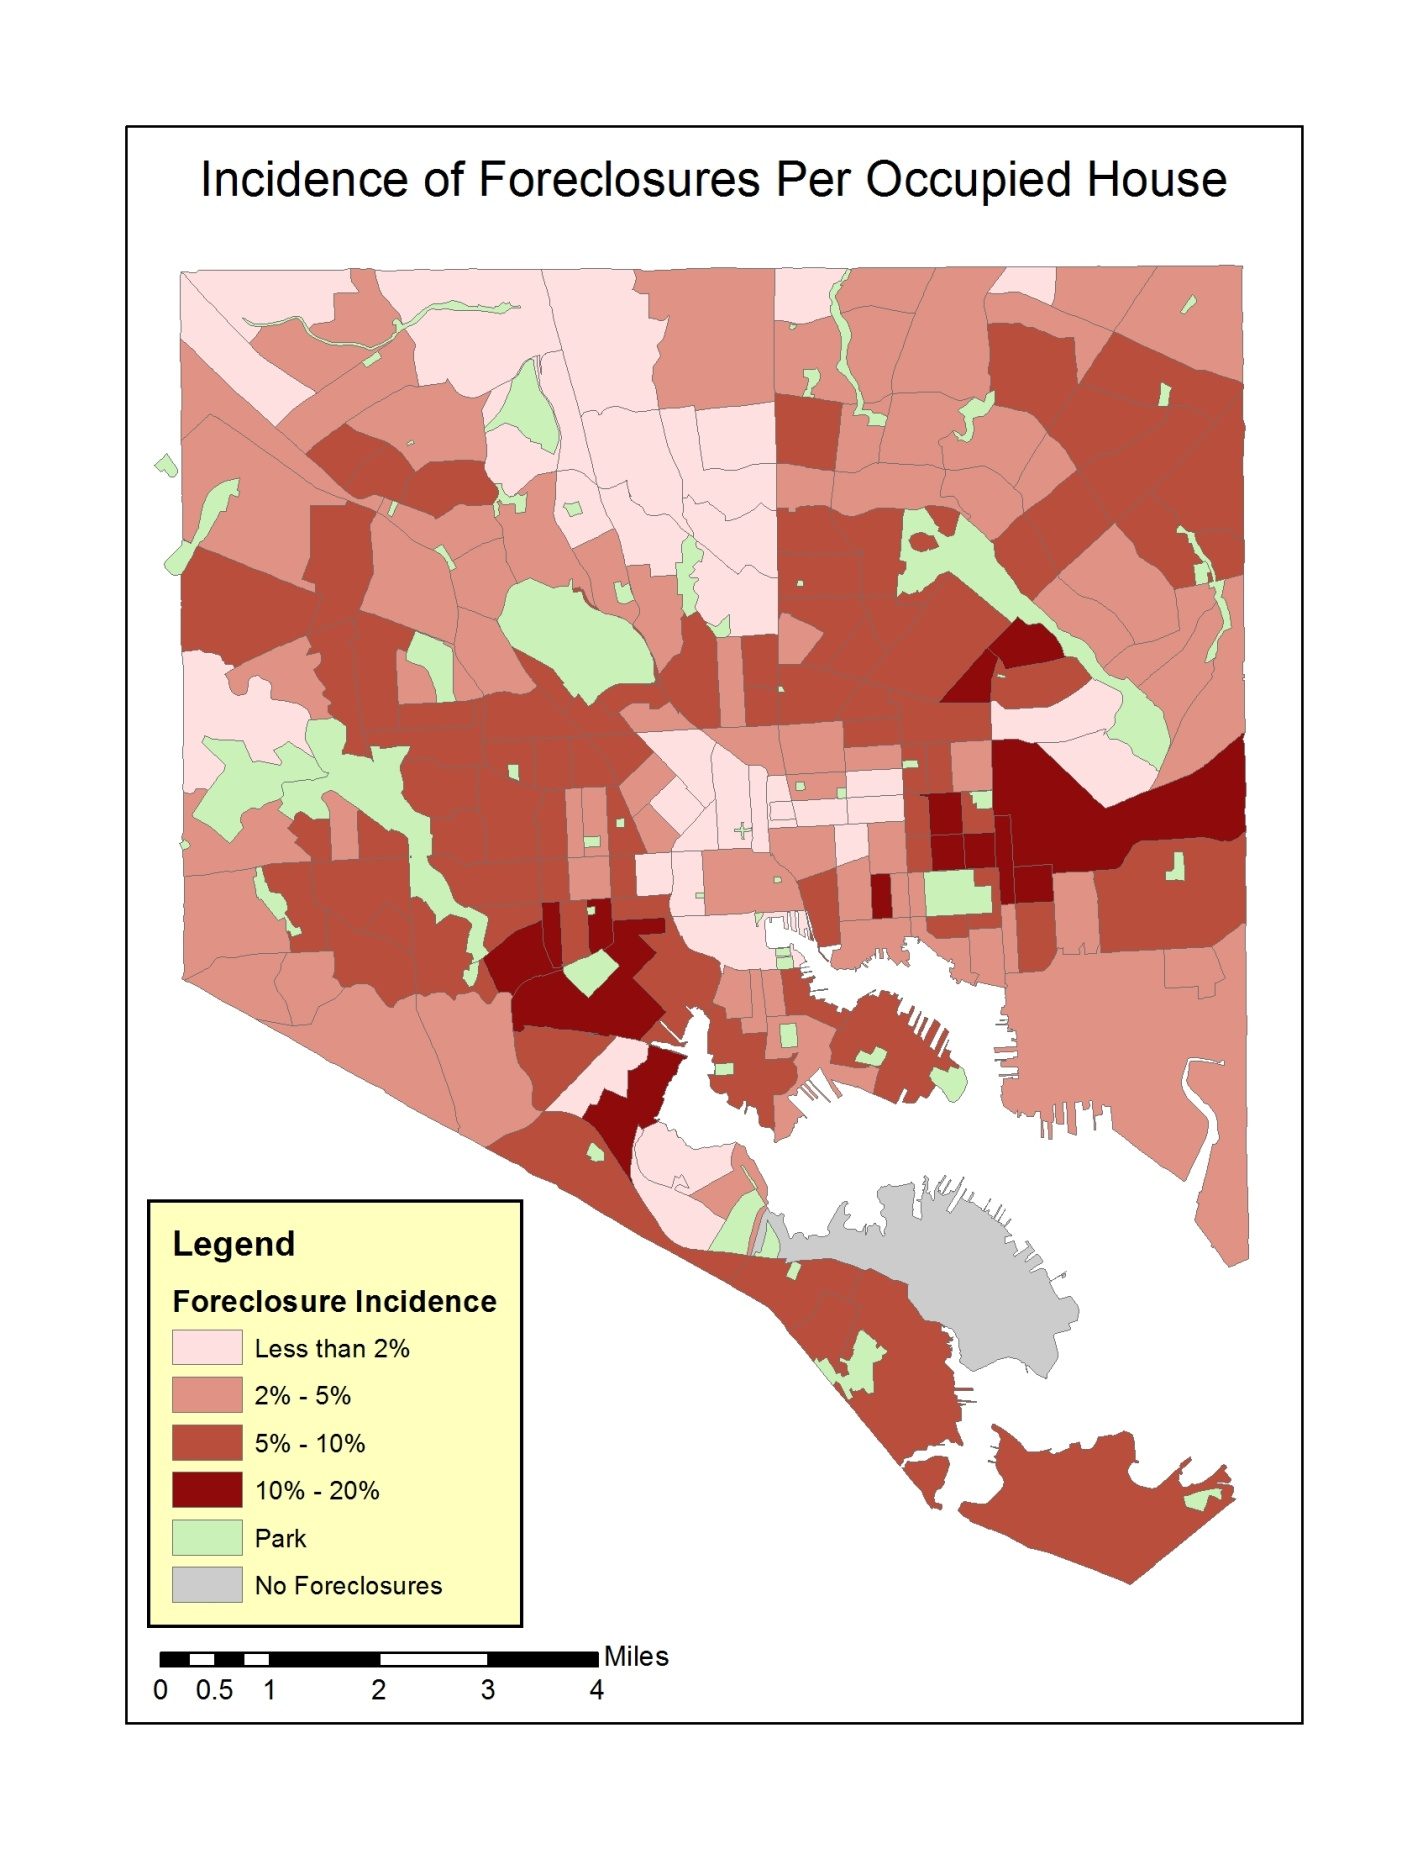 Incidence of Foreclosures Per Occupied House
Legend
Foreclosure Incidence
Less than 2%
2% - 5%
5% - 10%
10% - 20%
Park
No Foreclosures
Miles
0 0.5 1 2 3 4